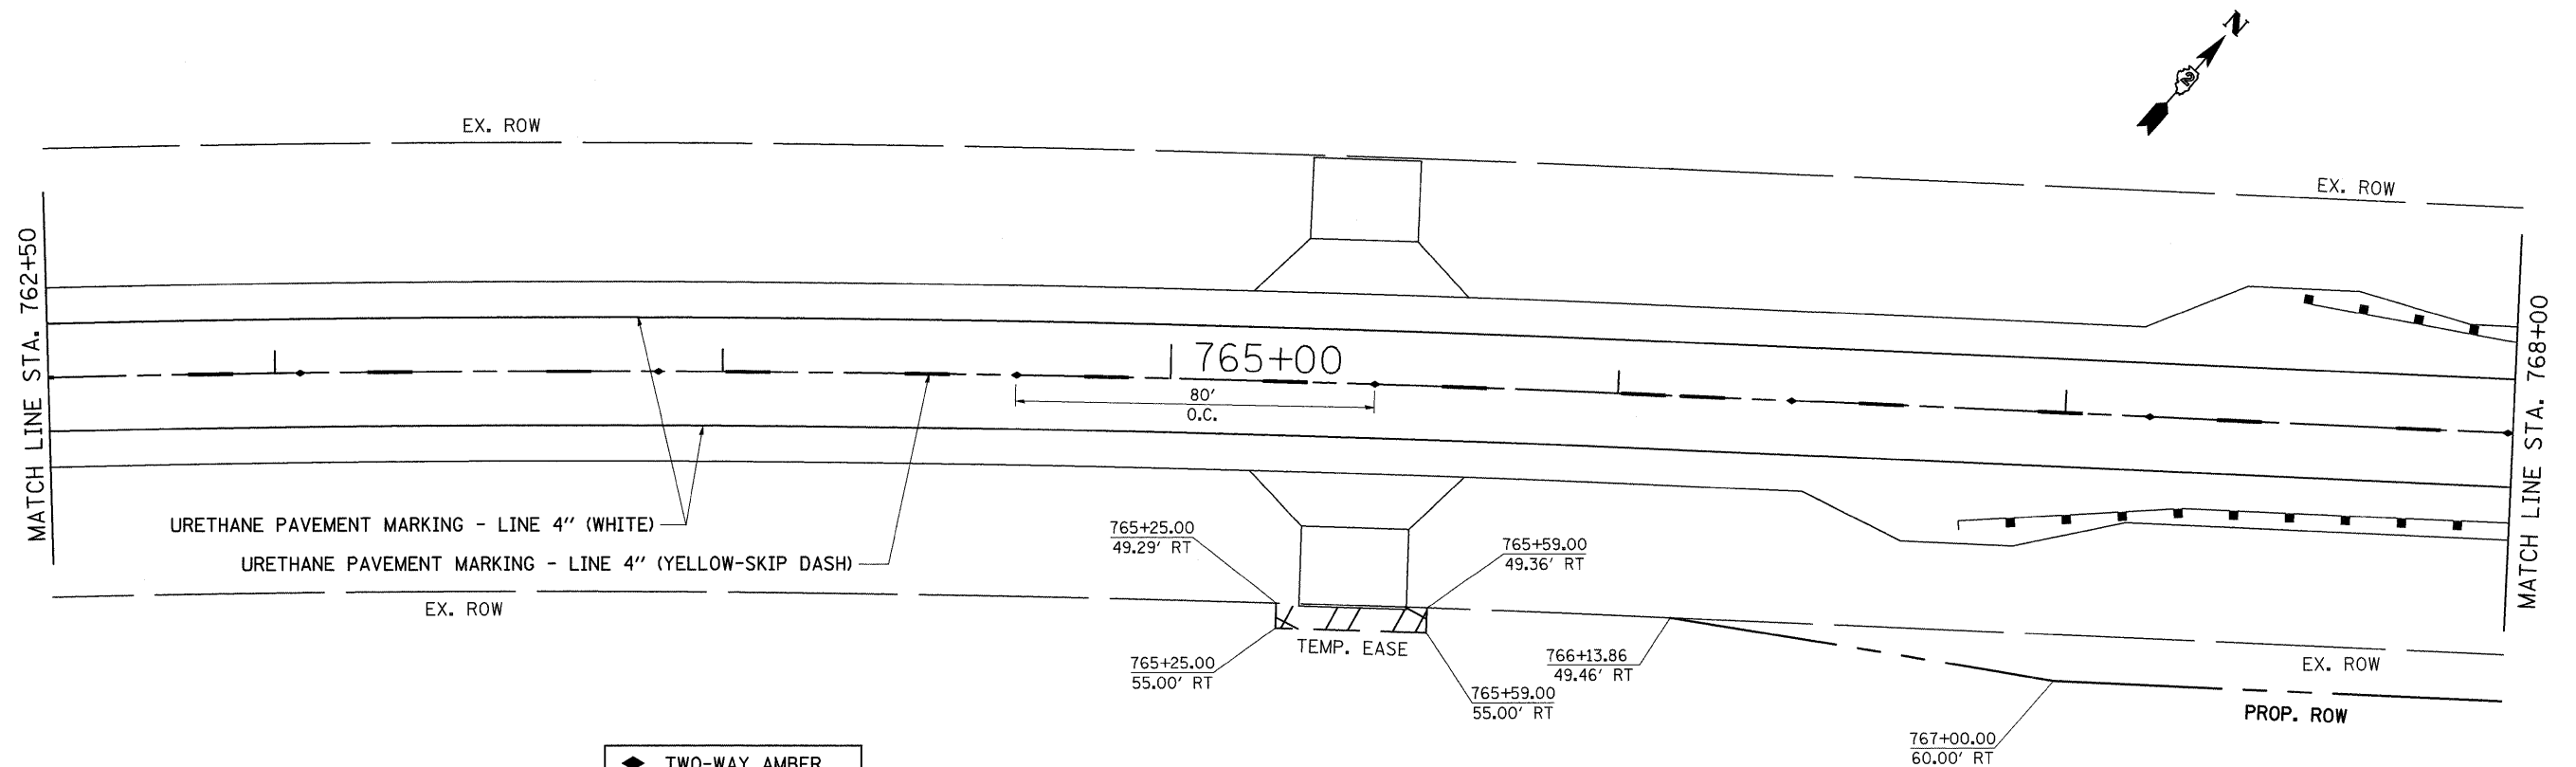 N
2
EX. ROW
EX. ROW
MATCH LINE STA. 762+50
765+00
80'
O.C.
MATCH LINE STA. 768+00
URETHANE PAVEMENT MARKING - LINE 4" (WHITE)
URETHANE PAVEMENT MARKING - LINE 4" (YELLOW-SKIP DASH)
EX. ROW
765+25.00
49.29' RT
765+59.00
49.36' RT
TEMP. EASE
765+25.00
55.00' RT
765+59.00
55.00' RT
766+13.86
49.46' RT
EX. ROW
PROP. ROW
767+00.00
60.00' RT
TWO-WAY AMBER